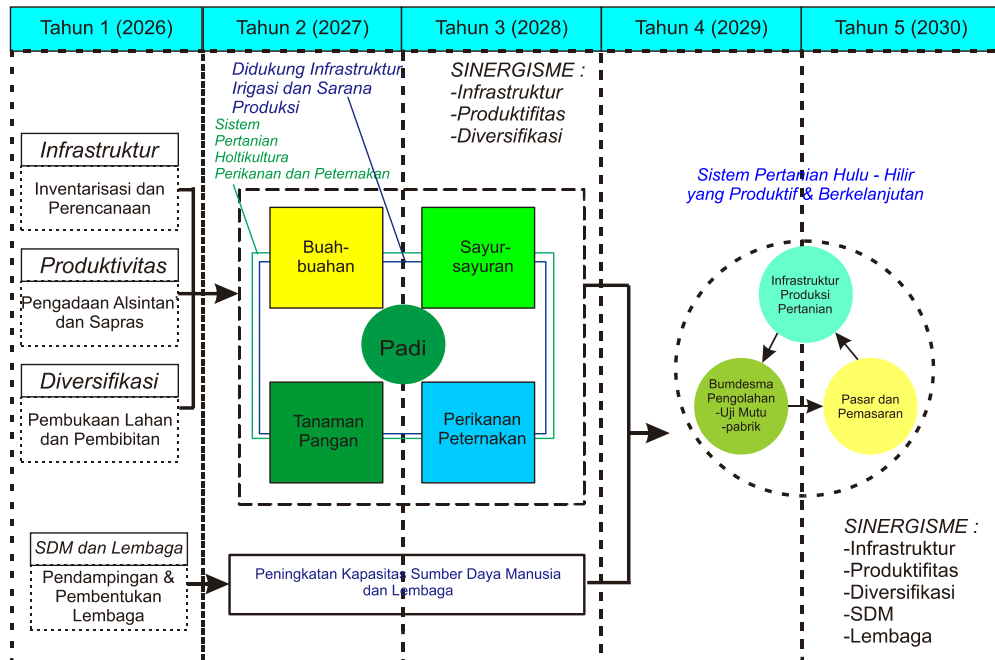 Tahun 1 (2026)
Tahun 2 (2027)
Tahun 3 (2028)
Tahun 4 (2029)
Tahun 5 (2030)
Infrastruktur
Inventarisasi dan
Perencanaan
Produktivitas
Pengadaan Alsintan
dan Sapras
Diversifikasi
Pembukaan Lahan
dan Pembibitan
SDM dan Lembaga
Pendampingan &
Pembentukan
Lembaga
Didukung Infrastruktur
Irigasi dan Sarana
Produksi
Sistem
Pertanian
Holtikultura
Perikanan dan Peternakan
SINERGISME :
-Infrastruktur
-Produktifitas
-Diversifikasi
Buah-
buahan
Sayur-
sayuran
Padi
Tanaman
Pangan
Perikanan
Peternakan
Peningkatan Kapasitas Sumber Daya Manusia
dan Lembaga
Sistem Pertanian Hulu - Hilir
yang Produktif & Berkelanjutan
Infrastruktur
Produksi
Pertanian
Bumdesma
Pengolahan
-Uji Mutu
-pabrik
Pasar dan
Pemasaran
SINERGISME :
-Infrastruktur
-Produktifitas
-Diversifikasi
-SDM
-Lembaga